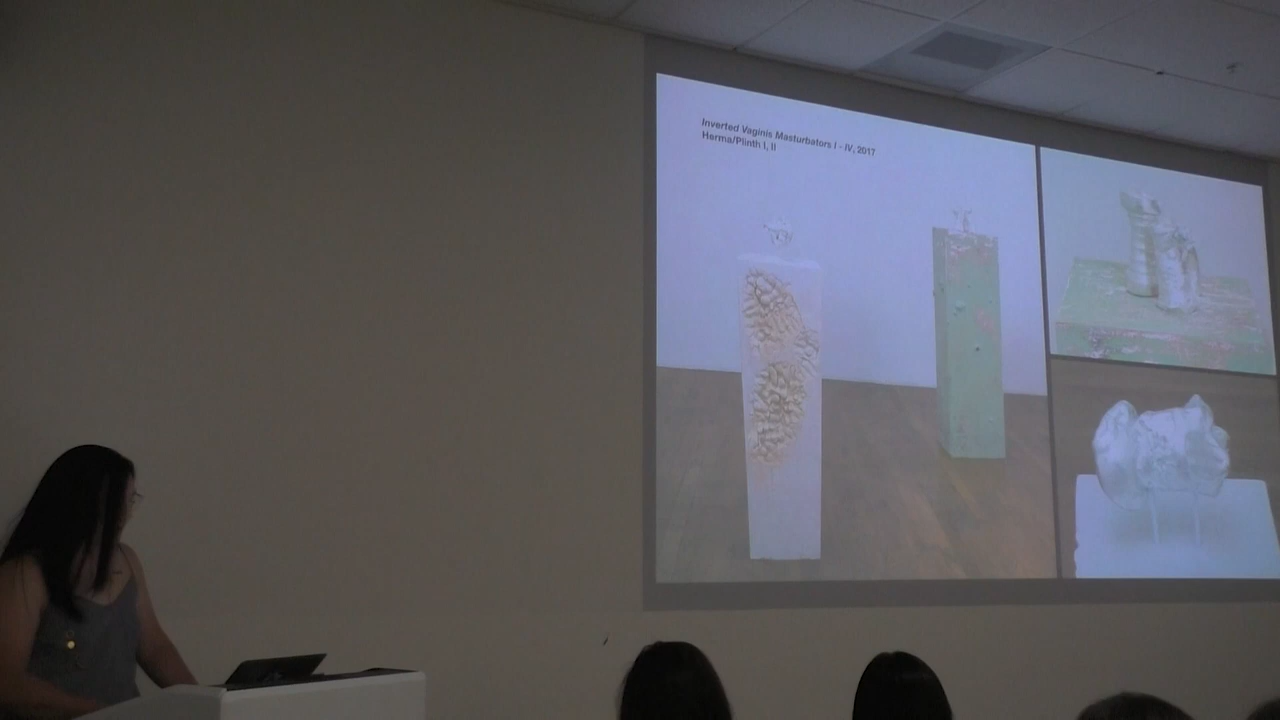 Inverted Vaginis Masturbators I - IV, 2017
Herma/Plinth I, II